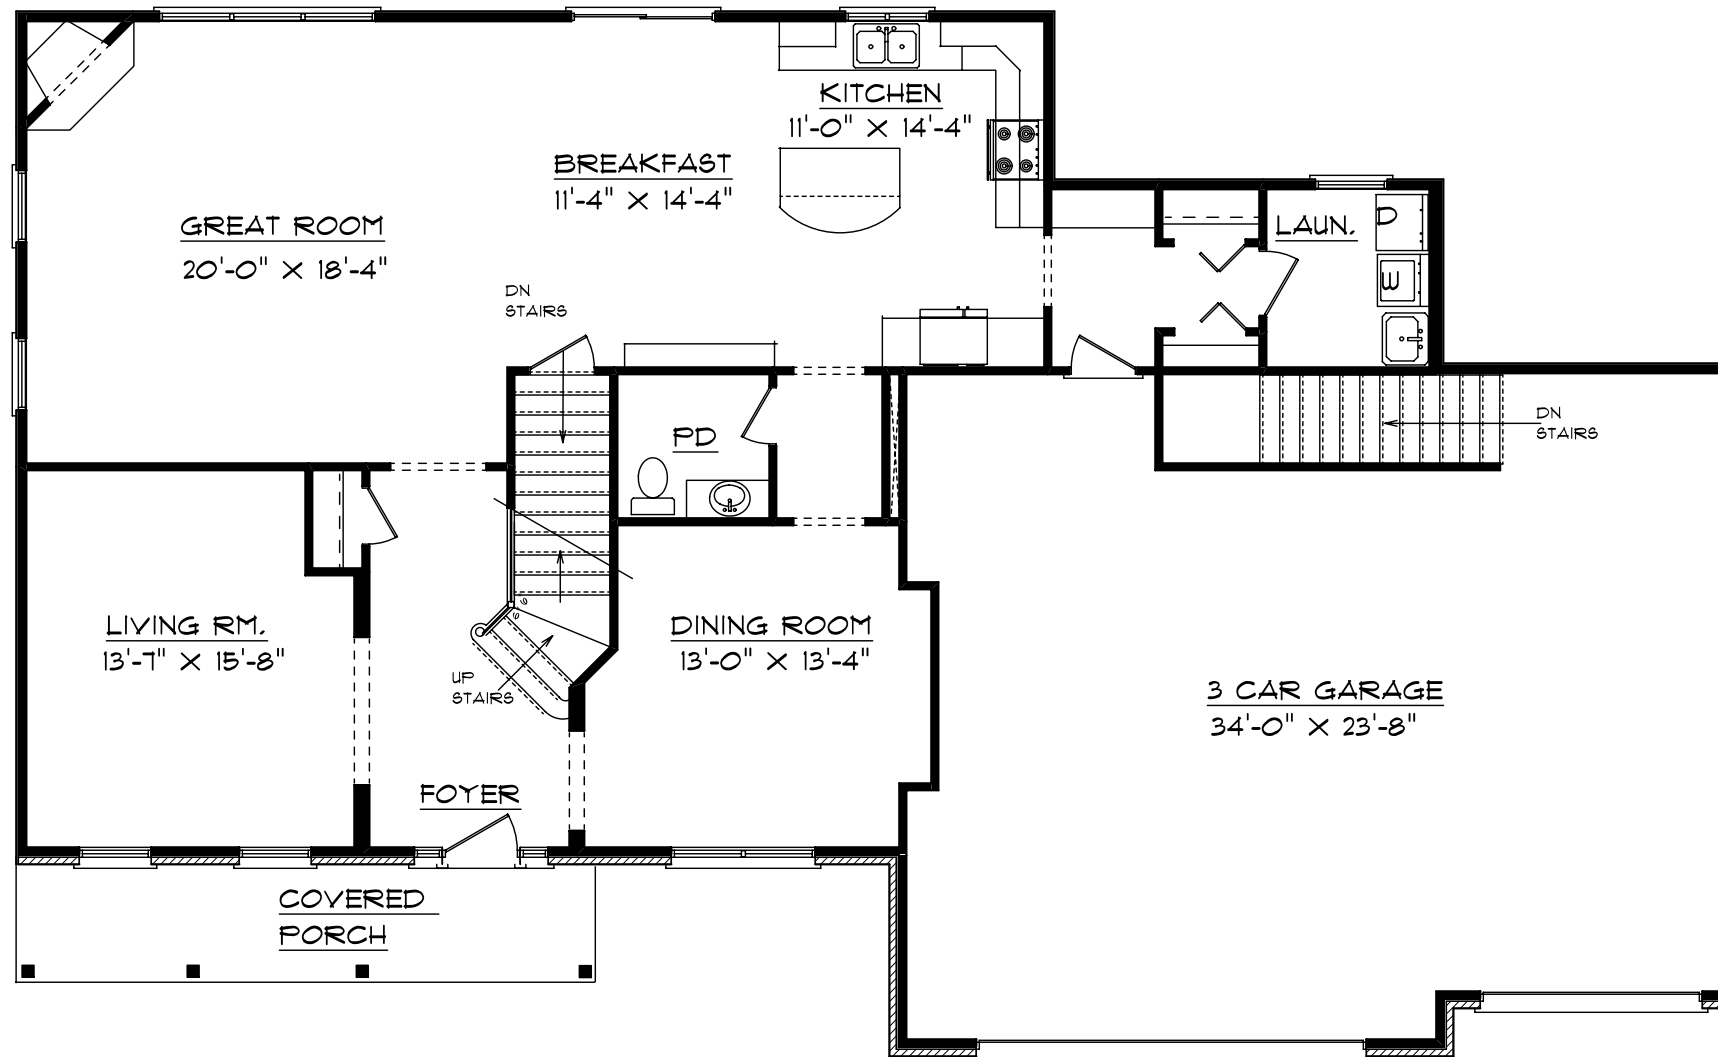 KITCHEN
11'-0" X 14'-4"
BREAKFAST
11'-4" X 14'-4"
GREAT ROOM
20'-0" X 18'-4"
LAUN.
D
W
DN
STAIRS
DN
STAIRS
PD
LIVING RM.
13'-7" X 15'-8"
DINING ROOM
13'-0" X 13'-4"
UP
STAIRS
3 CAR GARAGE
34'-0" X 23'-8"
FOYER
COVERED
PORCH